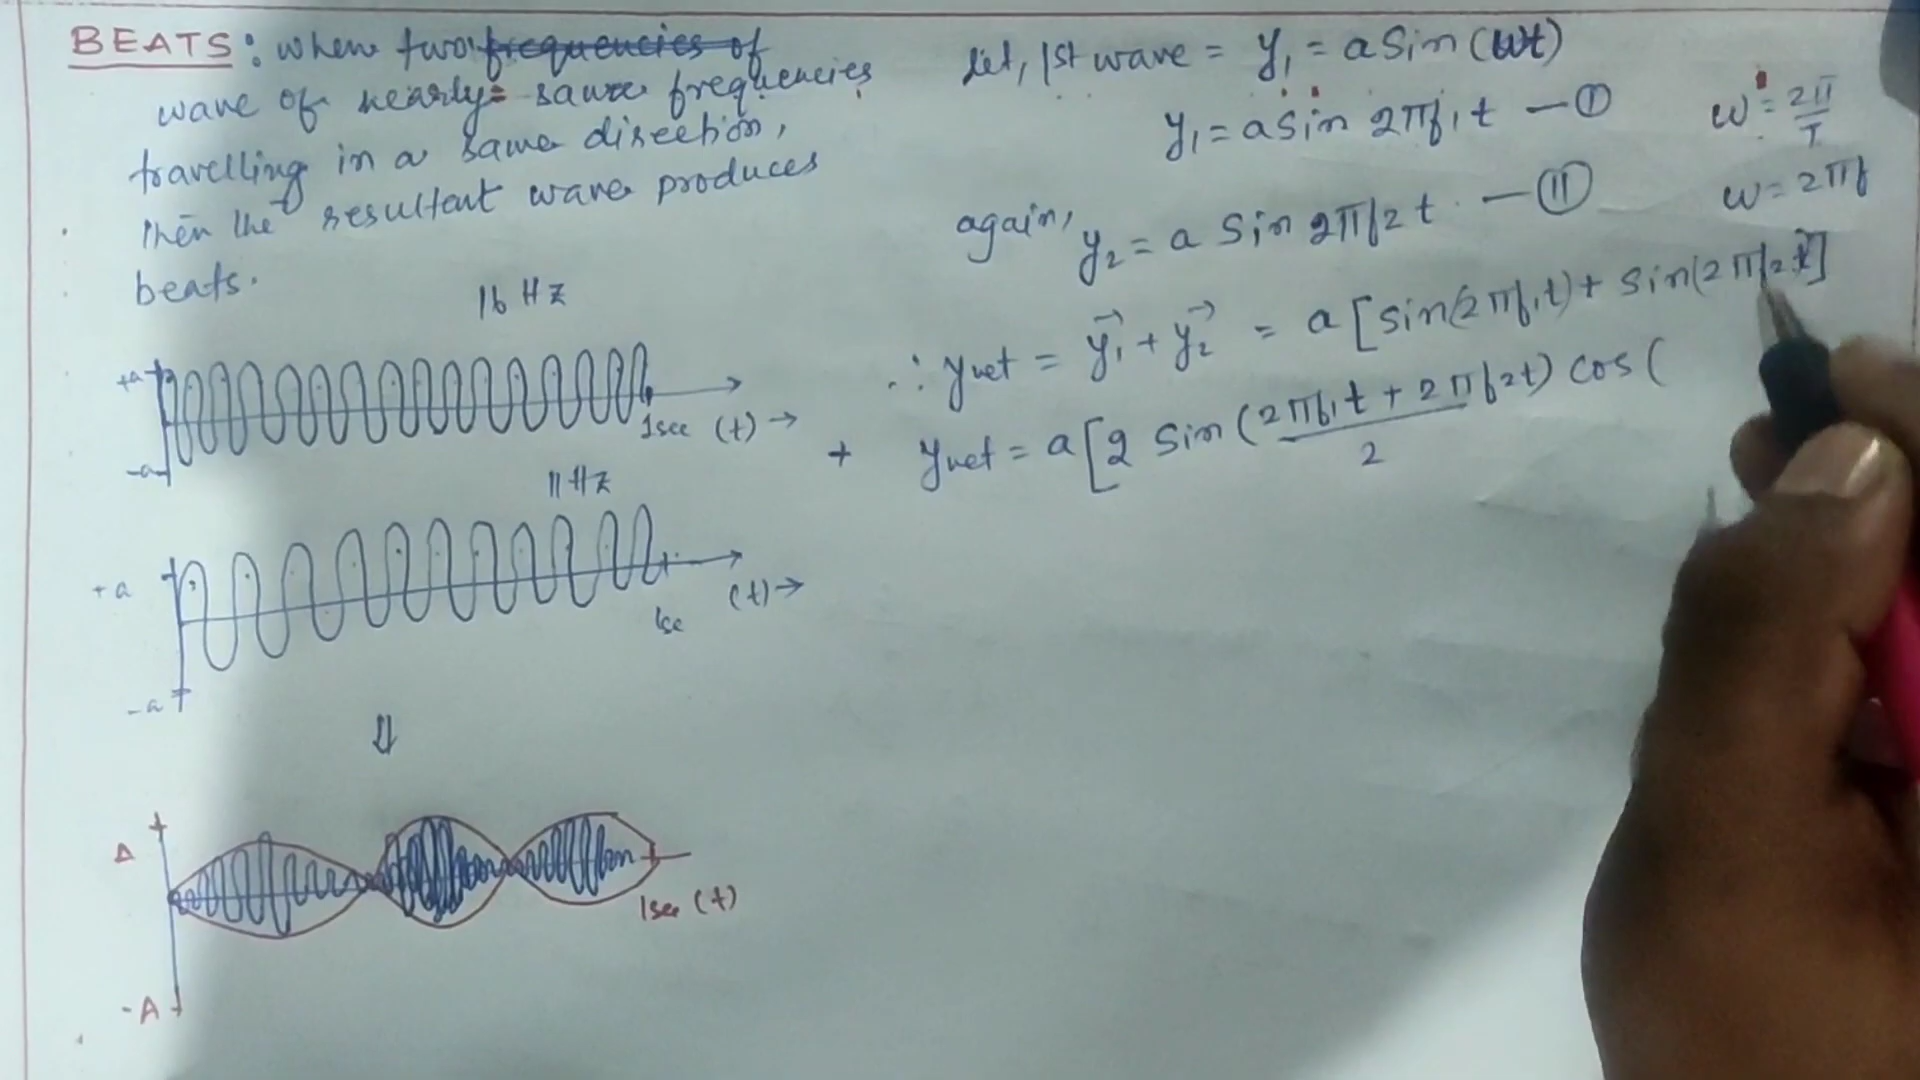 BEATS: when two frequencies of
wave of nearly same frequencies
travelling in a same direction,
then the resultant wave produces
beats.
16 HZ
+a
-a
1sec (t) →
11 HZ
+a
-a
1se
(t) →
⇓
A
-A
1sec (t)
let, 1st wave = y₁ = a sin (ωt)
y₁ = a sin 2πf₁t — Ⓘ
ω = 2π/T
ω = 2πf
again, y₂ = a sin 2πf₂t — ⓘⓘ
∴ ynet = y₁→ + y₂→ = a [sin(2πf₁t) + sin(2πf₂t]
+ ynet = a [2 sin (2πf₁t + 2πf₂t)/2 cos (